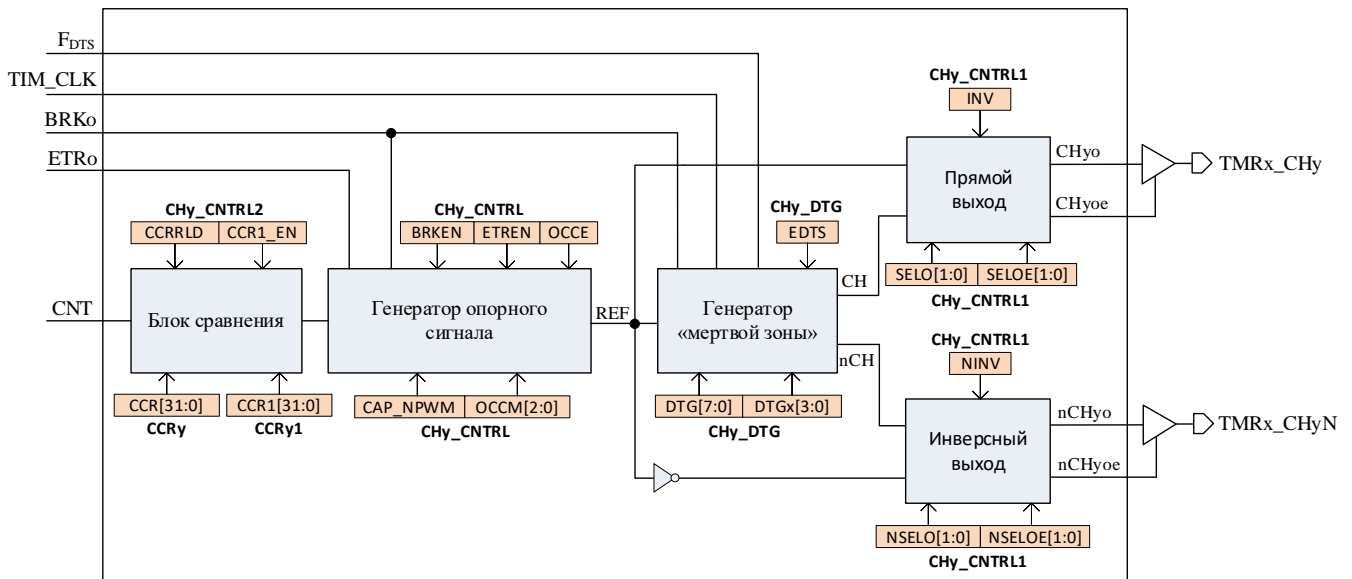 F_DTS
TIM_CLK
BRKo
ETRo
CNT
CHy_CNTRL2
CCRRLD CCR1_EN
Блок сравнения
CCR[31:0] CCR1[31:0]
CCRy CCRy1
CHy_CNTRL
BRKEN ETREN OCCE
Генератор опорного
сигнала
CAP_NPWM OCCM[2:0]
CHy_CNTRL
REF
CHy_DTG
EDTS
Генератор
«мертвой зоны»
DTG[7:0] DTGx[3:0]
CHy_DTG
CH
nCH
CHy_CNTRL1
INV
Прямой
выход
SELO[1:0] SELOE[1:0]
CHy_CNTRL1
CHyo
CHyoe
TMRx_CHy
CHy_CNTRL1
NINV
Инверсный
выход
NSELO[1:0] NSELOE[1:0]
CHy_CNTRL1
nCHyo
nCHyoe
TMRx_CHyN